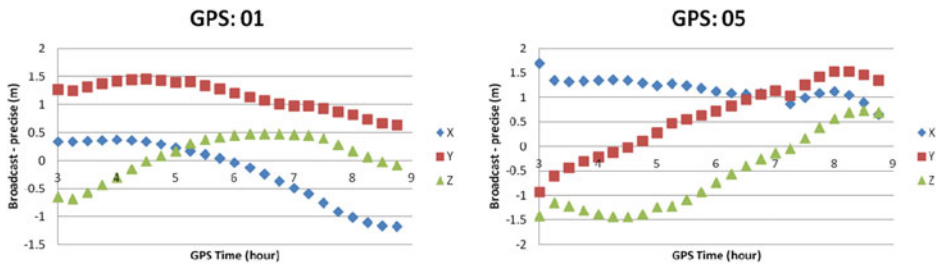 GPS: 01
Broadcast - precise (m)
2
1.5
1
0.5
0
-0.5
-1
-1.5
3 4 5 6 7 8 9
GPS Time (hour)
X
Y
Z
GPS: 05
Broadcast - precise (m)
2
1.5
1
0.5
0
-0.5
-1
-1.5
-2
3 4 5 6 7 8 9
GPS Time (hour)
X
Y
Z